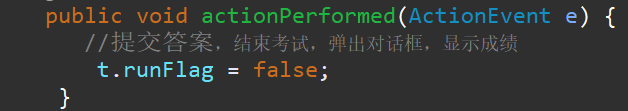 public void actionPerformed(ActionEvent e) {
//提交答案，结束考试，弹出对话框，显示成绩
t.runFlag = false;
}